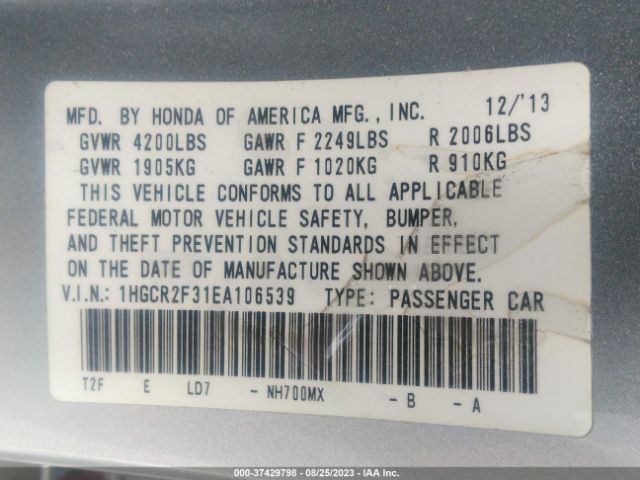 MFD. BY HONDA OF AMERICA MFG., INC. 12/'13
GVWR 4200LBS GAWR F 2249LBS R 2006LBS
GVWR 1905KG GAWR F 1020KG R 910KG
THIS VEHICLE CONFORMS TO ALL APPLICABLE
FEDERAL MOTOR VEHICLE SAFETY, BUMPER,
AND THEFT PREVENTION STANDARDS IN EFFECT
ON THE DATE OF MANUFACTURE SHOWN ABOVE.
V.I.N.: 1HGCR2F31EA106539 TYPE: PASSENGER CAR
T2F E LD7 - NH700MX - B - A
000-37429798 - 08/25/2023 - IAA Inc.